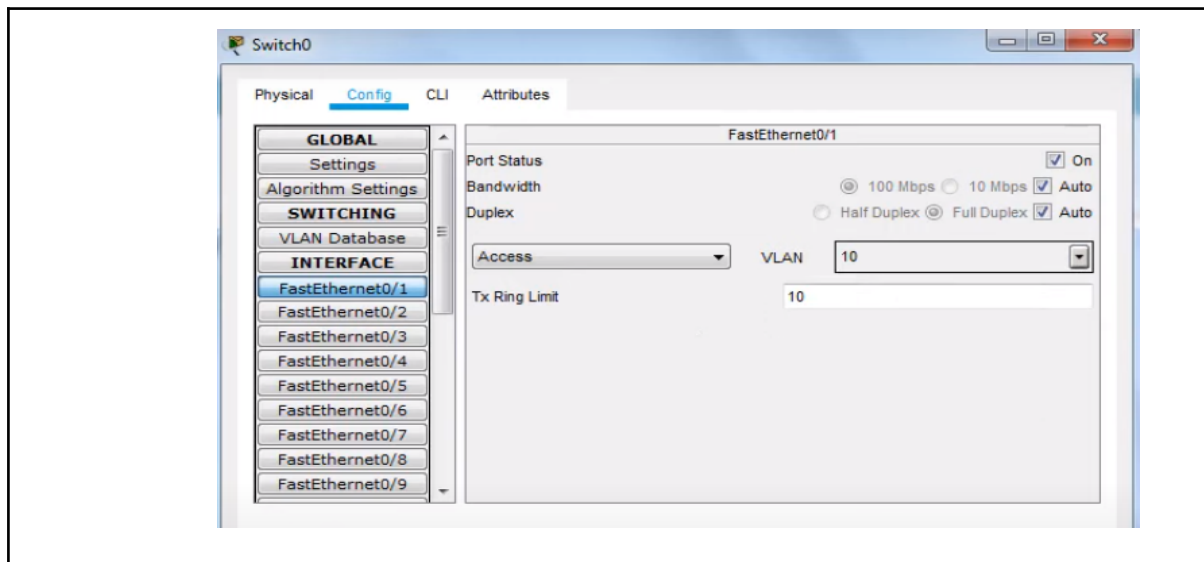 Switch0
Physical Config CLI Attributes
GLOBAL
Settings
Algorithm Settings
SWITCHING
VLAN Database
INTERFACE
FastEthernet0/1
FastEthernet0/2
FastEthernet0/3
FastEthernet0/4
FastEthernet0/5
FastEthernet0/6
FastEthernet0/7
FastEthernet0/8
FastEthernet0/9
FastEthernet0/1
Port Status On
Bandwidth 100 Mbps 10 Mbps Auto
Duplex Half Duplex Full Duplex Auto
Access VLAN 10
Tx Ring Limit 10